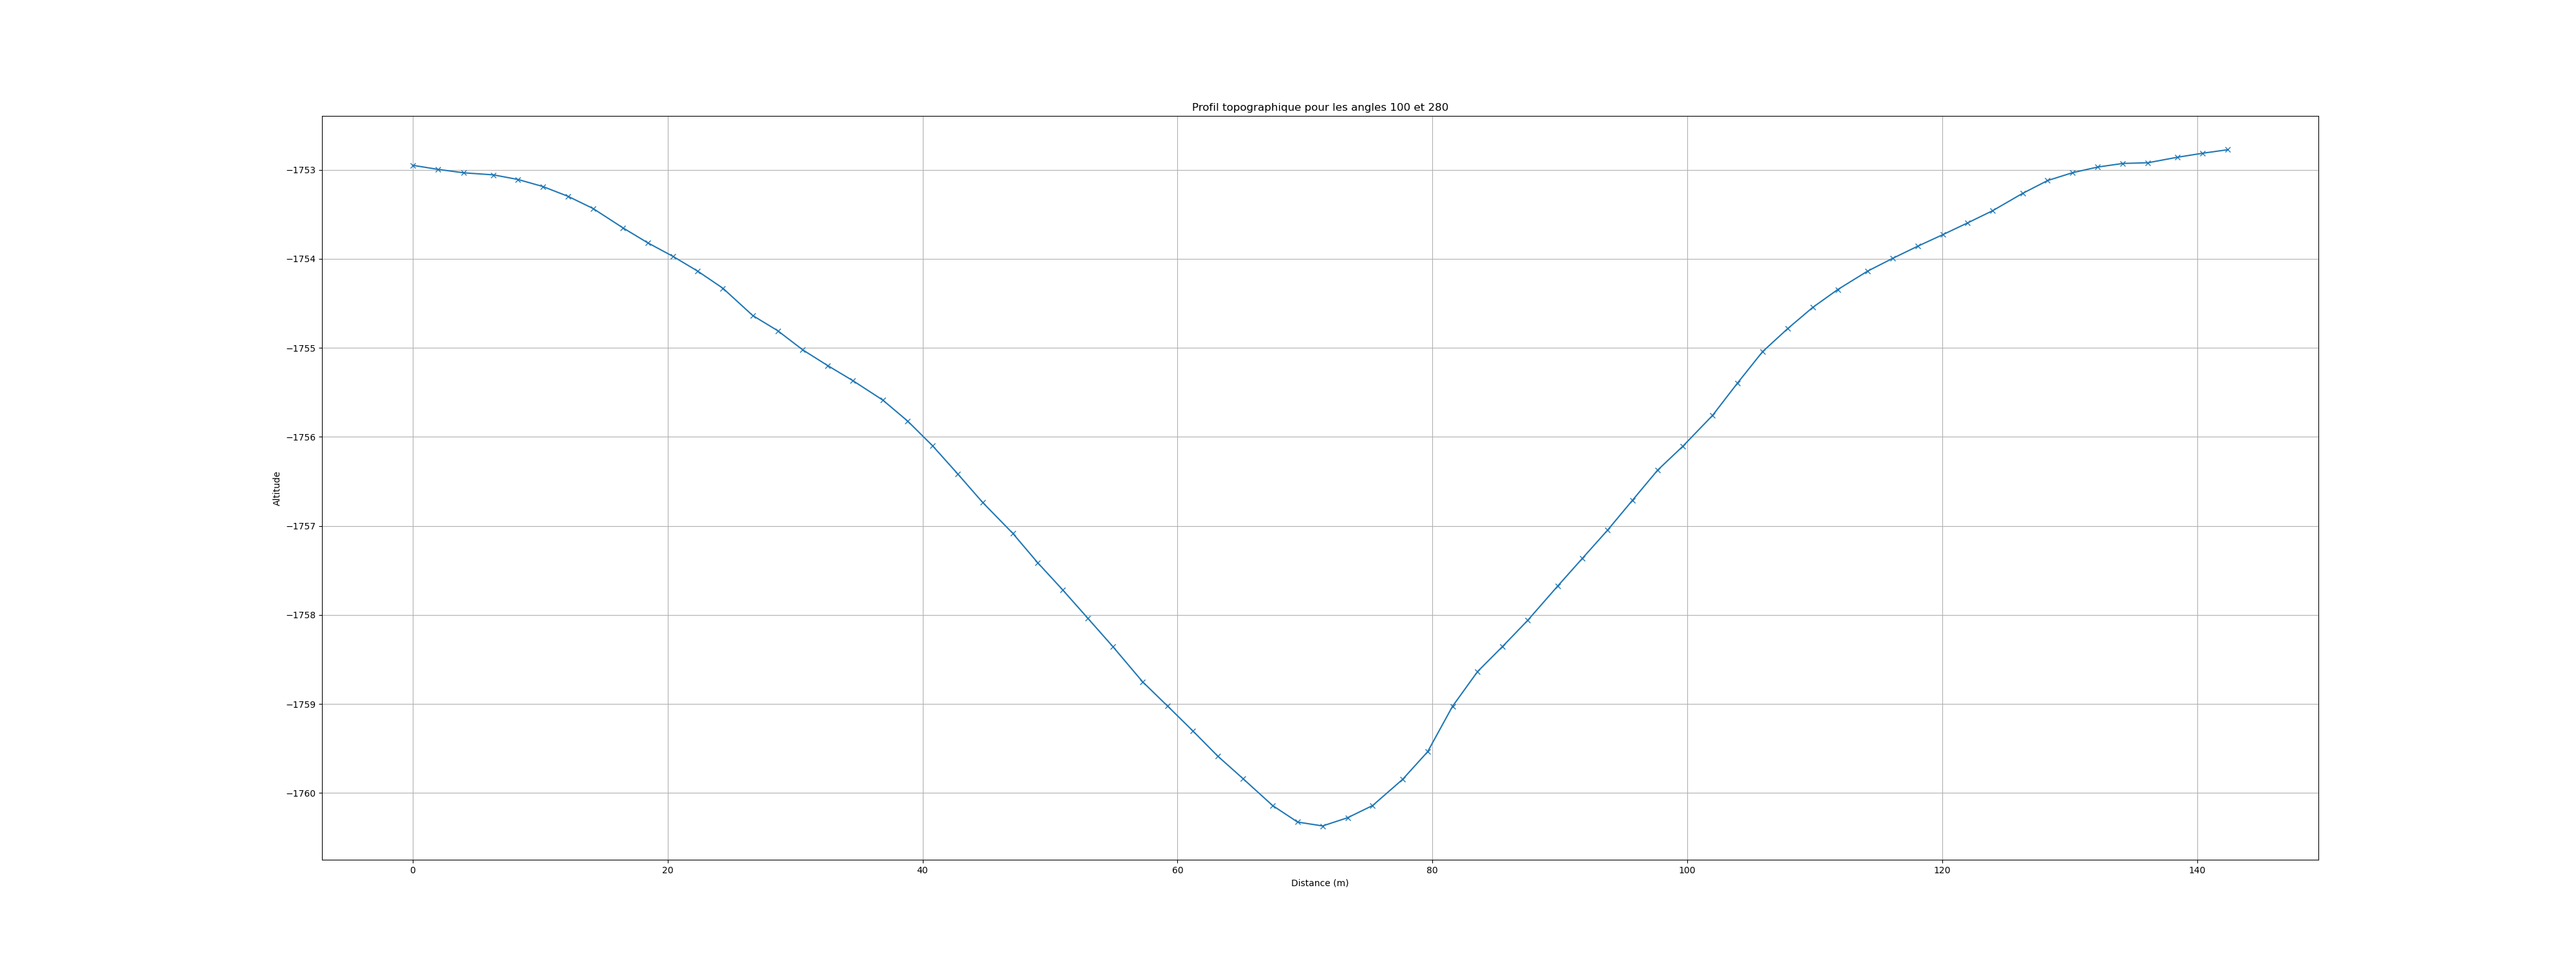 Profil topographique pour les angles 100 et 280
−1753
−1754
−1755
−1756
−1757
−1758
−1759
−1760
Altitude
0 20 40 60 80 100 120 140
Distance (m)